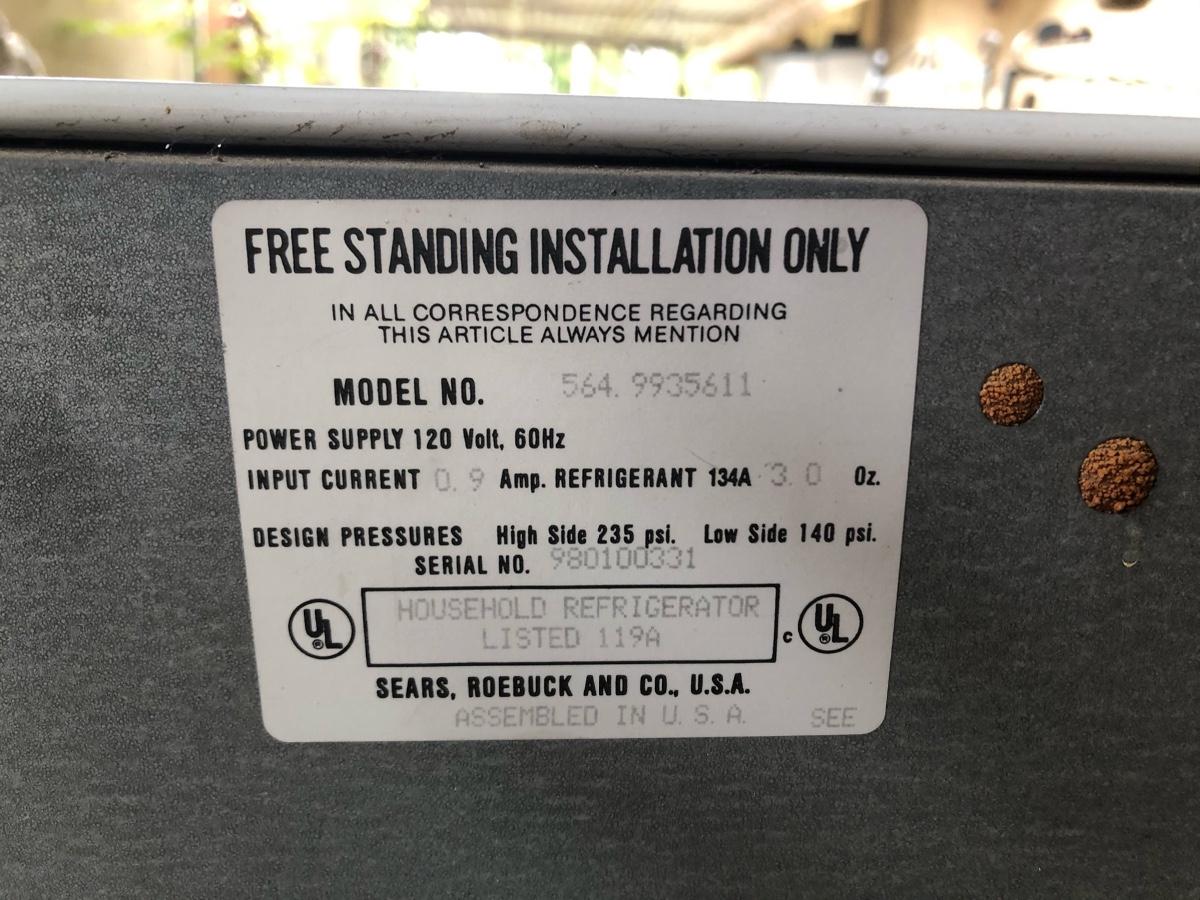 FREE STANDING INSTALLATION ONLY
IN ALL CORRESPONDENCE REGARDING
THIS ARTICLE ALWAYS MENTION
MODEL NO. 564.9935611
POWER SUPPLY 120 Volt, 60Hz
INPUT CURRENT 0.9 Amp. REFRIGERANT 134A 3.0 Oz.
DESIGN PRESSURES High Side 235 psi. Low Side 140 psi.
SERIAL NO. 980100331
UL ® HOUSEHOLD REFRIGERATOR c UL ®
LISTED 119A
SEARS, ROEBUCK AND CO., U.S.A.
ASSEMBLED IN U.S.A. SEE